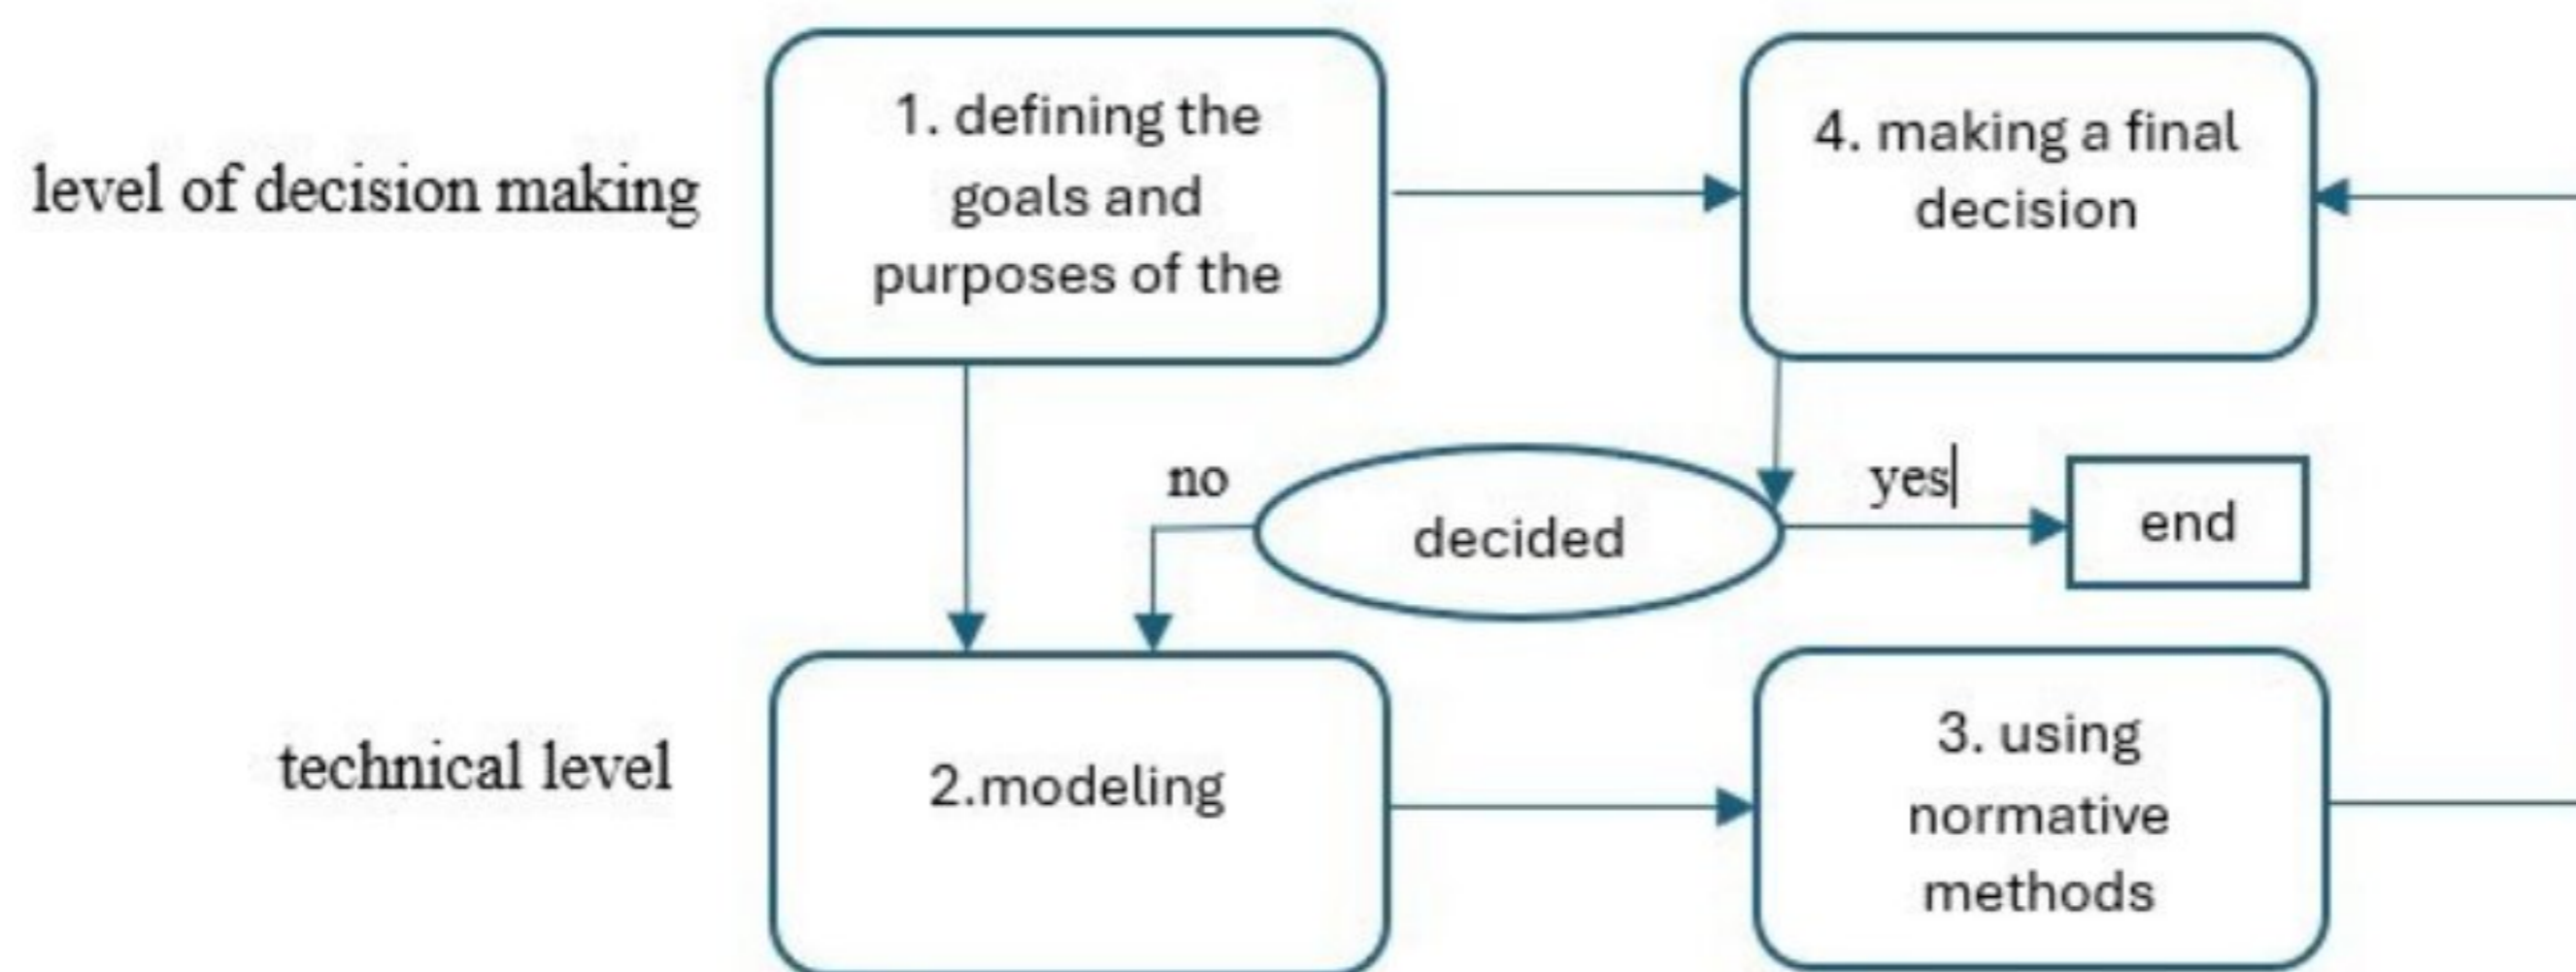 level of decision making
1. defining the
goals and
purposes of the
4. making a final
decision
no
decided
yes
end
technical level
2.modeling
3. using
normative
methods